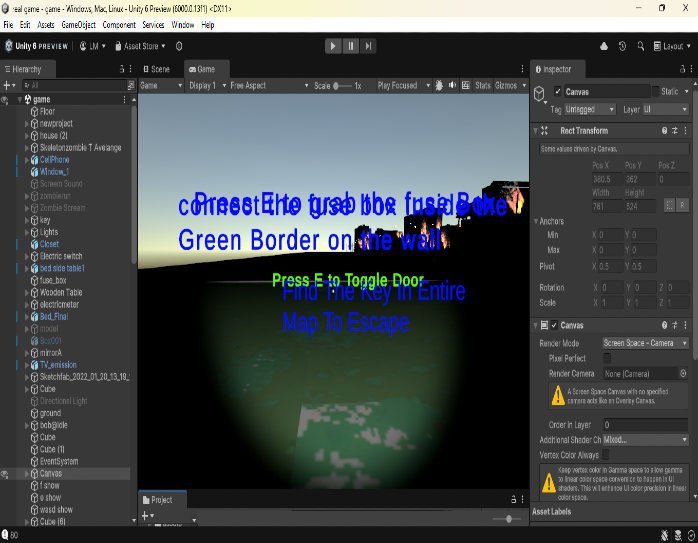 real game - game - Windows, Mac, Linux - Unity 6 Preview (6000.0.13f1) <DX11>
File Edit Assets GameObject Component Services Window Help
Unity 6 PREVIEW LM Asset Store Layout
Hierarchy
All
game
Floor
newproject
house (2)
Skeletonzombie T Avelange
CellPhone
Window_1
Screem Sound
zombierun
Zombie Screem
key
Lights
Closet
Electric switch
bed side table1
fuse_box
Wooden Table
electricmeter
Bed_Final
model
Box001
mirrorA
TV_emission
Sketchfab_2022_01_20_13_18_
Cube
Directional Light
ground
bob@Idle
Cube
Cube (1)
EventSystem
Canvas
f show
e show
wasd show
Cube (6)
Scene Game
Game Display 1 Free Aspect Scale 1x Play Focused Stats Gizmos
Press E to grab the fuse Box
connect the fuse box inside the
Green Border on the wall
Press E to Toggle Door
Find The Key In Entire
Map To Escape
Project
Inspector
Canvas Static
Tag Untagged Layer UI
Rect Transform
Some values driven by Canvas.
Pos X Pos Y Pos Z
380.5 262 0
Width Height
761 524
R
Anchors
Min X 0 Y 0
Max X 0 Y 0
Pivot X 0.5 Y 0.5
Rotation X 0 Y 0 Z 0
Scale X 1 Y 1 Z 1
Canvas
Render Mode Screen Space - Camera
Pixel Perfect
Render Camera None (Camera)
A Screen Space Canvas with no specified
camera acts like an Overlay Canvas.
Order in Layer 0
Additional Shader Ch Mixed...
Vertex Color Always
Keep vertex color in Gamma space to allow gamma
to linear color space conversion to happen in UI
shaders. This will enhance UI color precision in linear
color space.
Asset Labels
80